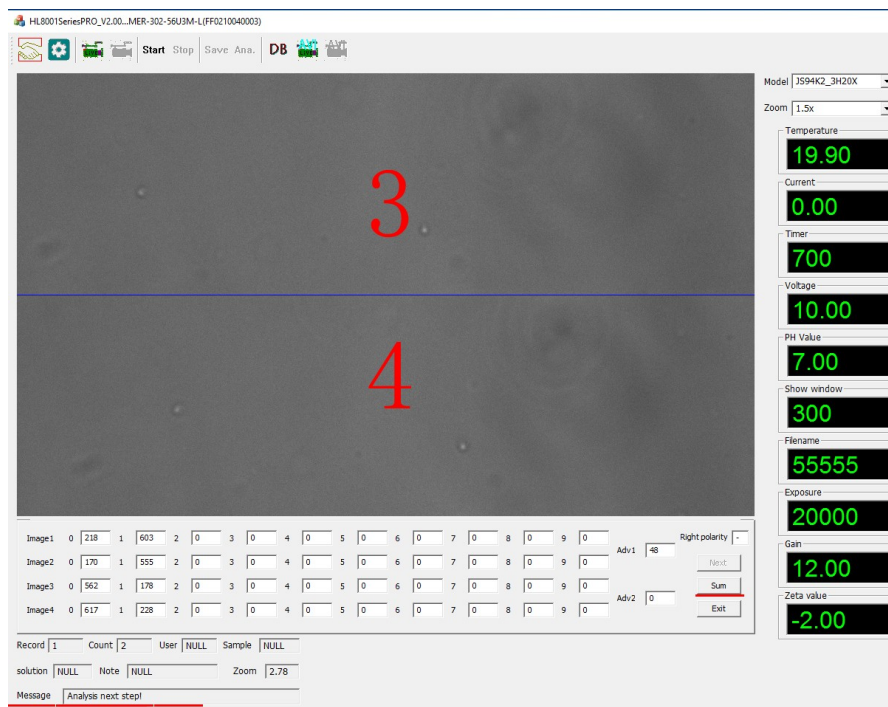 HL8001SeriesPRO_V2.00...MER-302-56U3M-L(FF0210040003)
Start Stop Save Ana. DB
Model JS94K2_3H20X
Zoom 1.5x
3
4
Temperature
19.90
Current
0.00
Timer
700
Voltage
10.00
PH Value
7.00
Show window
300
Filename
55555
Exposure
20000
Gain
12.00
Zeta value
-2.00
Image1 0 218 1 603 2 0 3 0 4 0 5 0 6 0 7 0 8 0 9 0
Image2 0 170 1 555 2 0 3 0 4 0 5 0 6 0 7 0 8 0 9 0
Image3 0 562 1 178 2 0 3 0 4 0 5 0 6 0 7 0 8 0 9 0
Image4 0 617 1 228 2 0 3 0 4 0 5 0 6 0 7 0 8 0 9 0
Adv1 48
Adv2 0
Right polarity -
Next
Sum
Exit
Record 1 Count 2 User NULL Sample NULL
solution NULL Note NULL Zoom 2.78
Message Analysis next step!